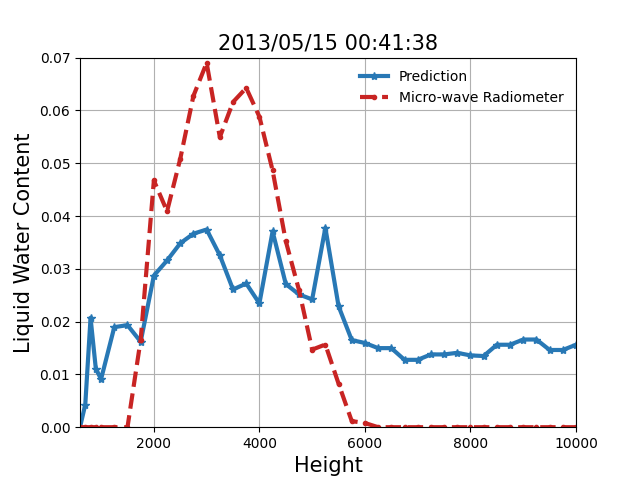 2013/05/15 00:41:38
0.07
0.06
0.05
0.04
0.03
0.02
0.01
0.00
Liquid Water Content
Prediction
Micro-wave Radiometer
2000 4000 6000 8000 10000
Height